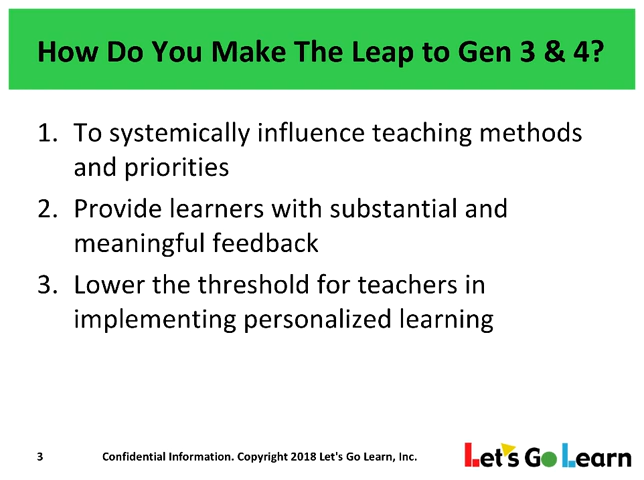 How Do You Make The Leap to Gen 3 & 4?
1. To systemically influence teaching methods
and priorities
2. Provide learners with substantial and
meaningful feedback
3. Lower the threshold for teachers in
implementing personalized learning
3 Confidential Information. Copyright 2018 Let's Go Learn, Inc.
Let's Go Learn